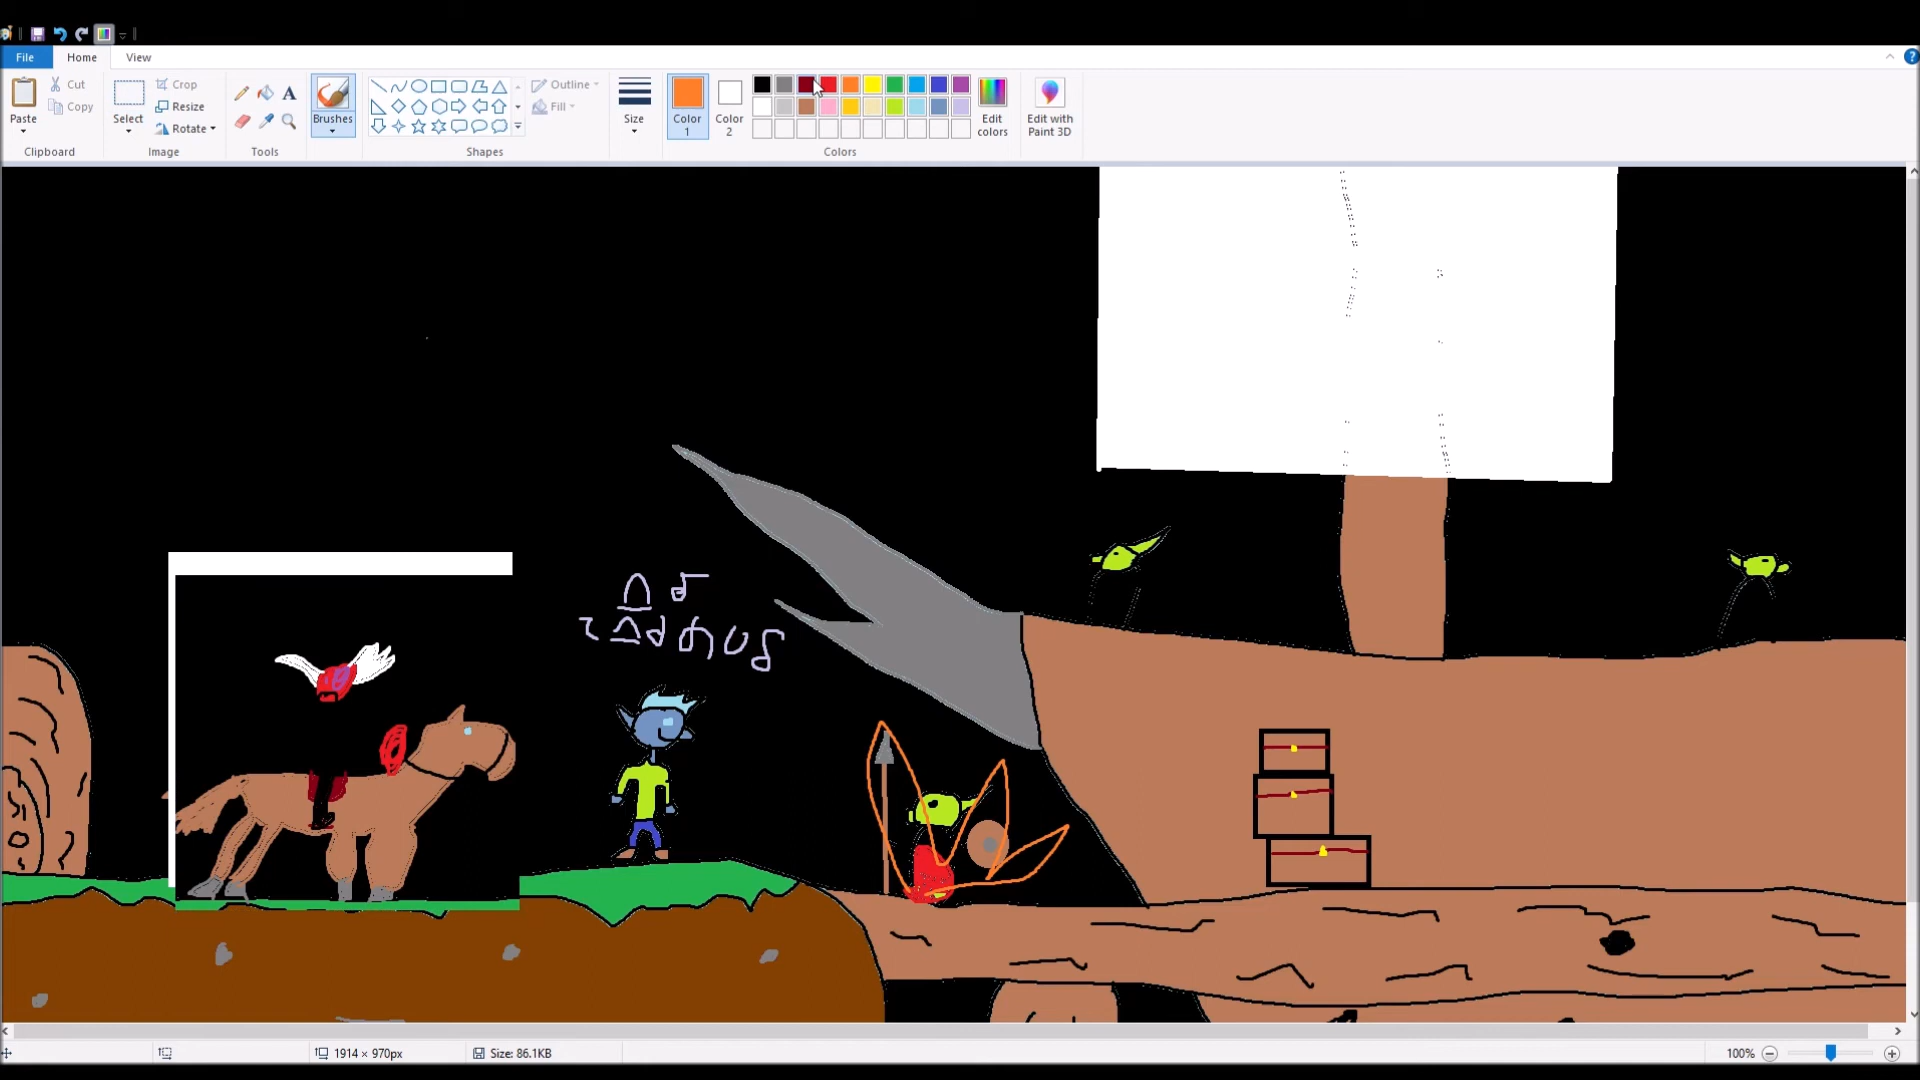 File Home View
Cut
Copy
Paste
Clipboard
Select
Crop
Resize
Rotate
Image
Tools
Brushes
Shapes
Outline
Fill
Size
Color
1
Color
2
Edit
colors
Colors
Edit with
Paint 3D
1914 × 970px
Size: 86.1KB
100%